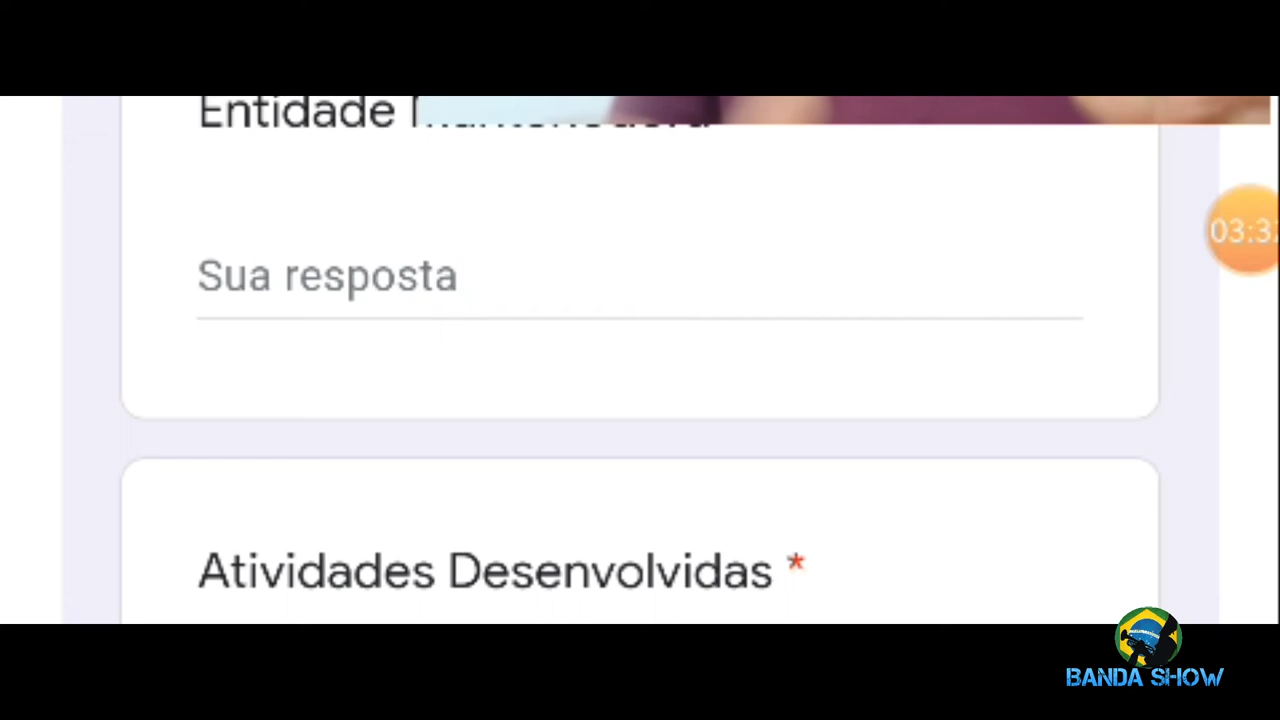 Entidade
Sua resposta
03:3
Atividades Desenvolvidas *
BANDA SHOW